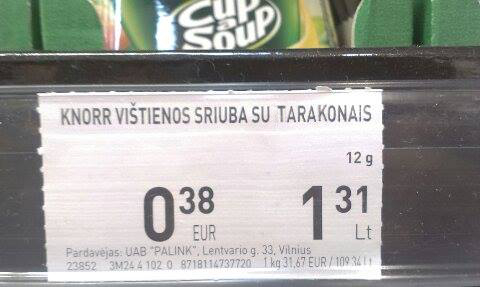 CUP
a
SOUP
KNORR VIŠTIENOS SRIUBA SU TARAKONAIS
12 g
0 38 EUR 1 31 Lt
Pardavėjas: UAB "PALINK", Lentvario g. 33, Vilnius
23852 3M24 4 102 0 8718114737720 1 kg 31,67 EUR / 109,34 Lt